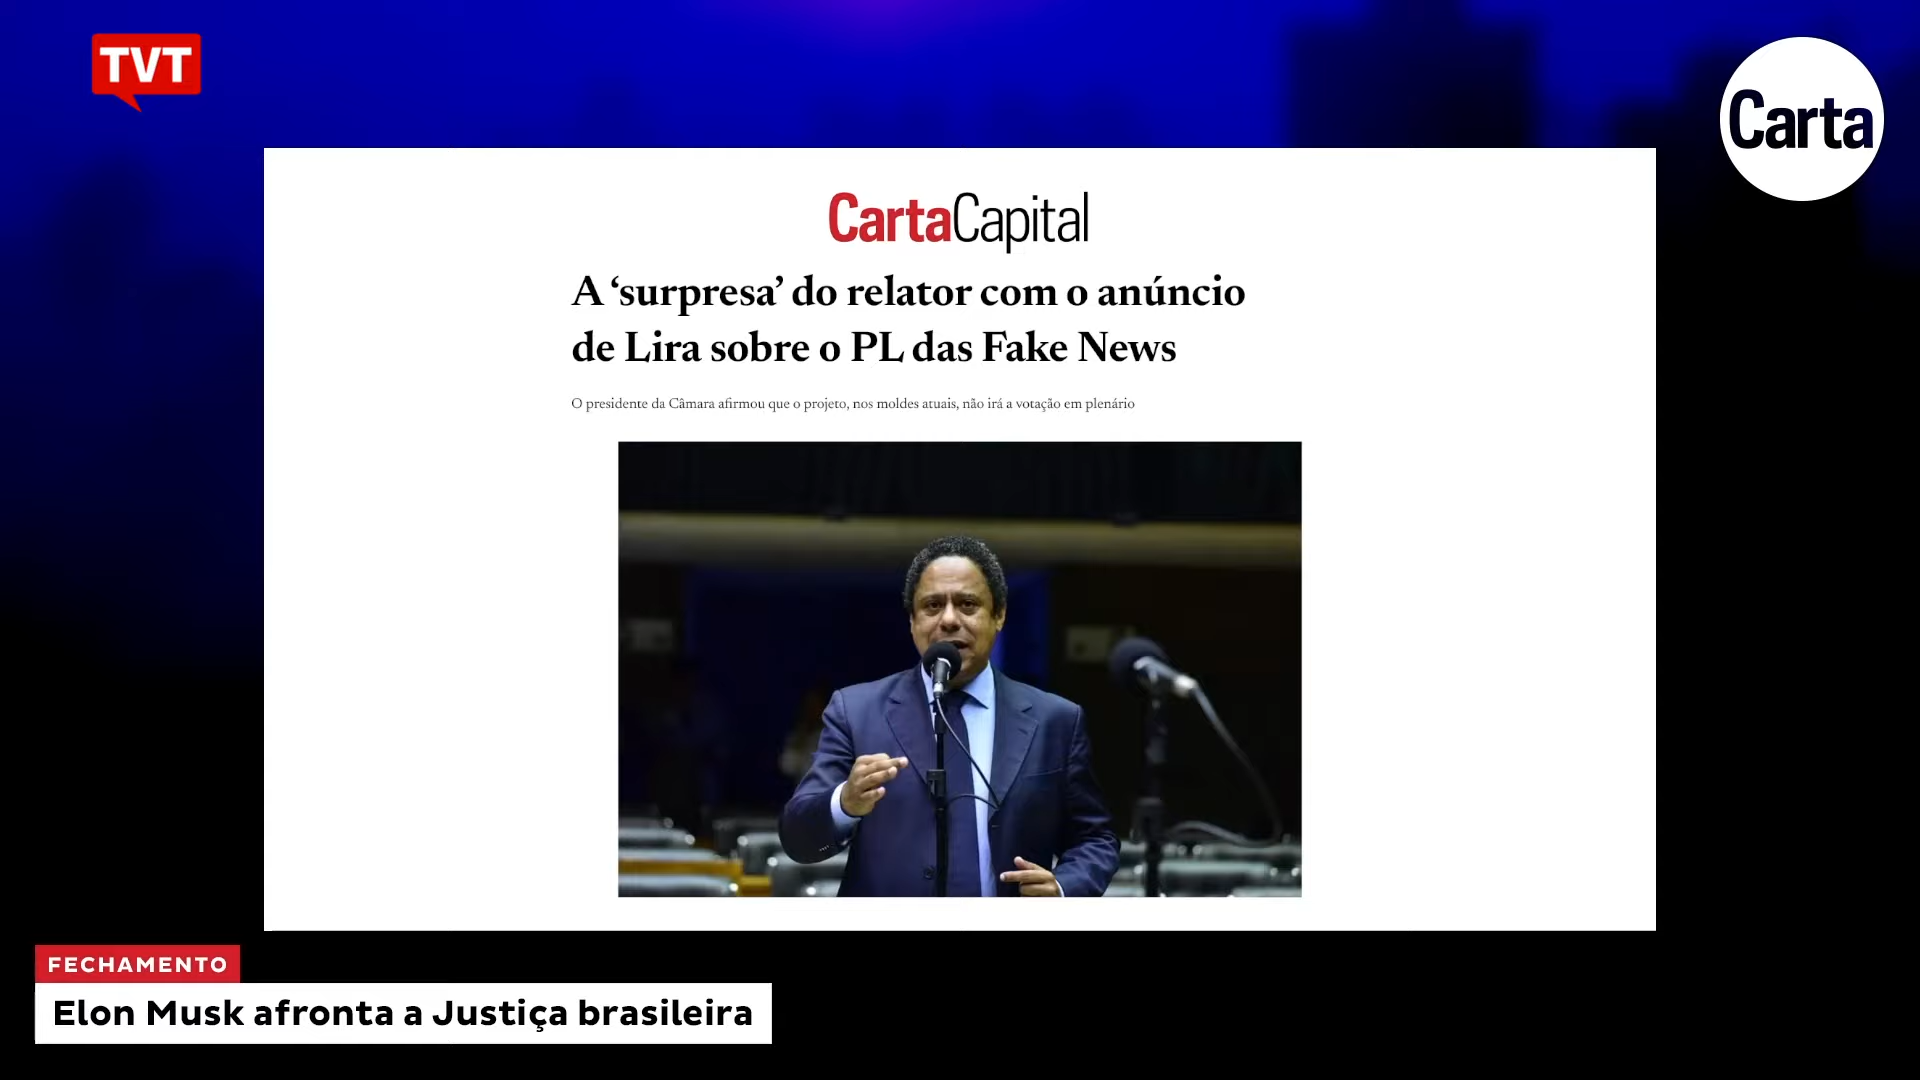 TVT
Carta
CartaCapital
A ‘surpresa’ do relator com o anúncio
de Lira sobre o PL das Fake News
O presidente da Câmara afirmou que o projeto, nos moldes atuais, não irá a votação em plenário
FECHAMENTO
Elon Musk afronta a Justiça brasileira